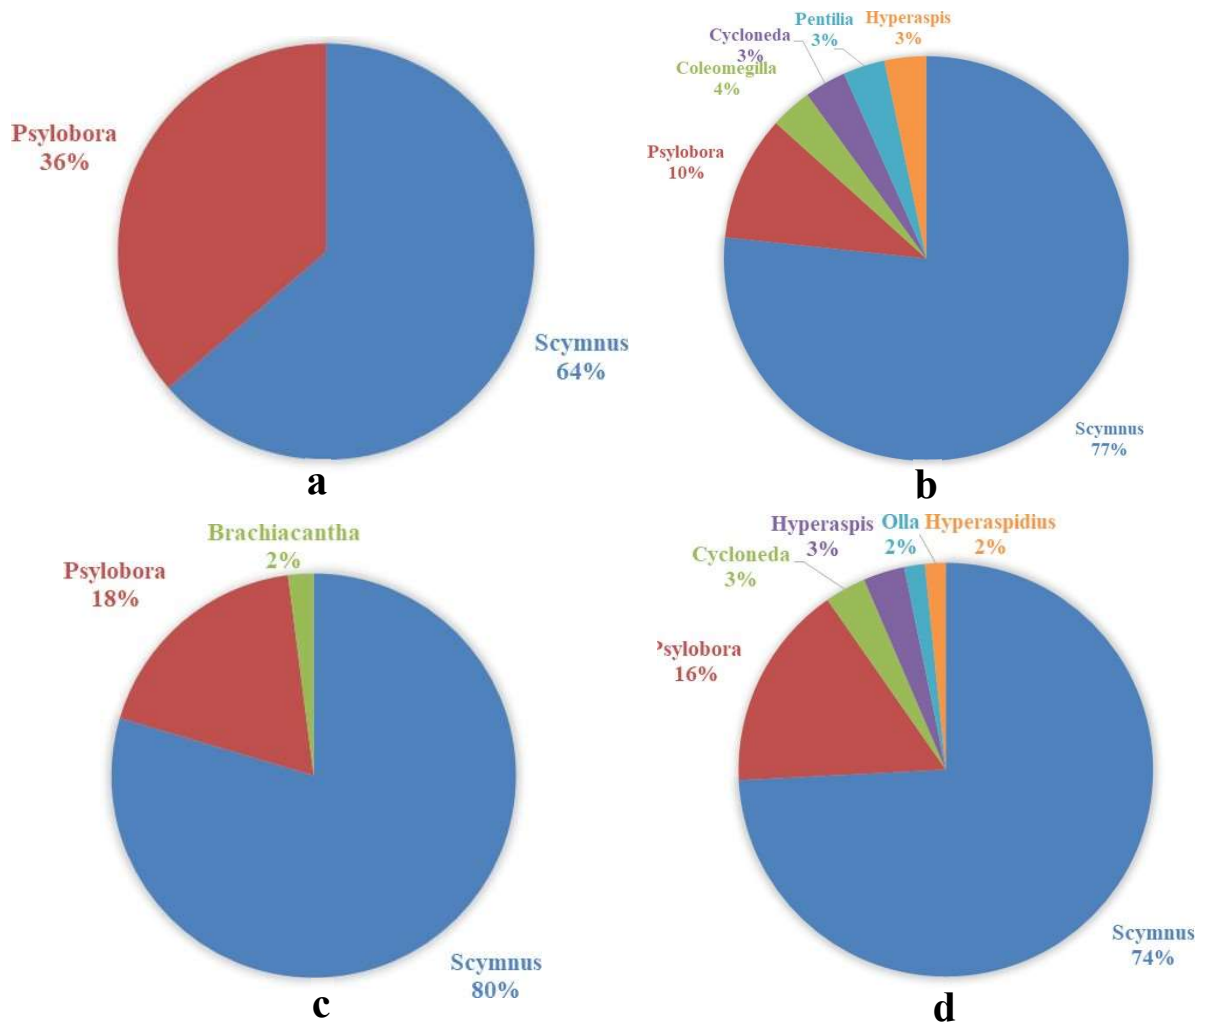 Psylobora
36%
Scymnus
64%
a
Pentilia
3%
Hyperaspis
3%
Cycloneda
3%
Coleomegilla
4%
Psylobora
10%
Scymnus
77%
b
Brachiacantha
2%
Psylobora
18%
Scymnus
80%
c
Hyperaspis
3%
Olla
2%
Hyperaspidius
2%
Cycloneda
3%
Psylobora
16%
Scymnus
74%
d